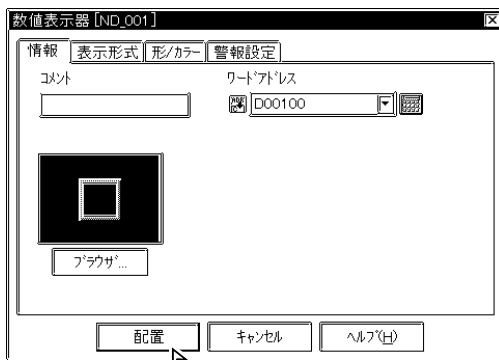 数値表示器 [ND_001]
情報 表示形式 形/カラー 警報設定
コメント ワードアドレス
D00100
ブラウザ...
配置 キャンセル ヘルプ(H)